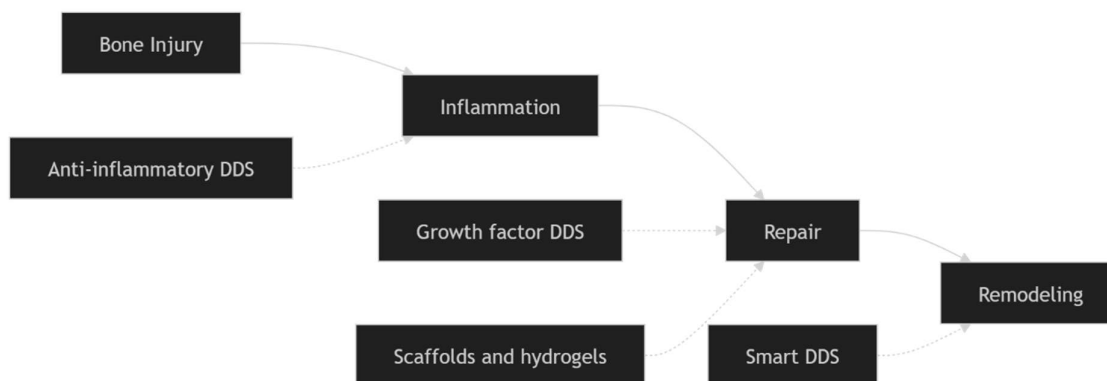 Bone Injury
Inflammation
Anti-inflammatory DDS
Growth factor DDS
Repair
Remodeling
Scaffolds and hydrogels
Smart DDS